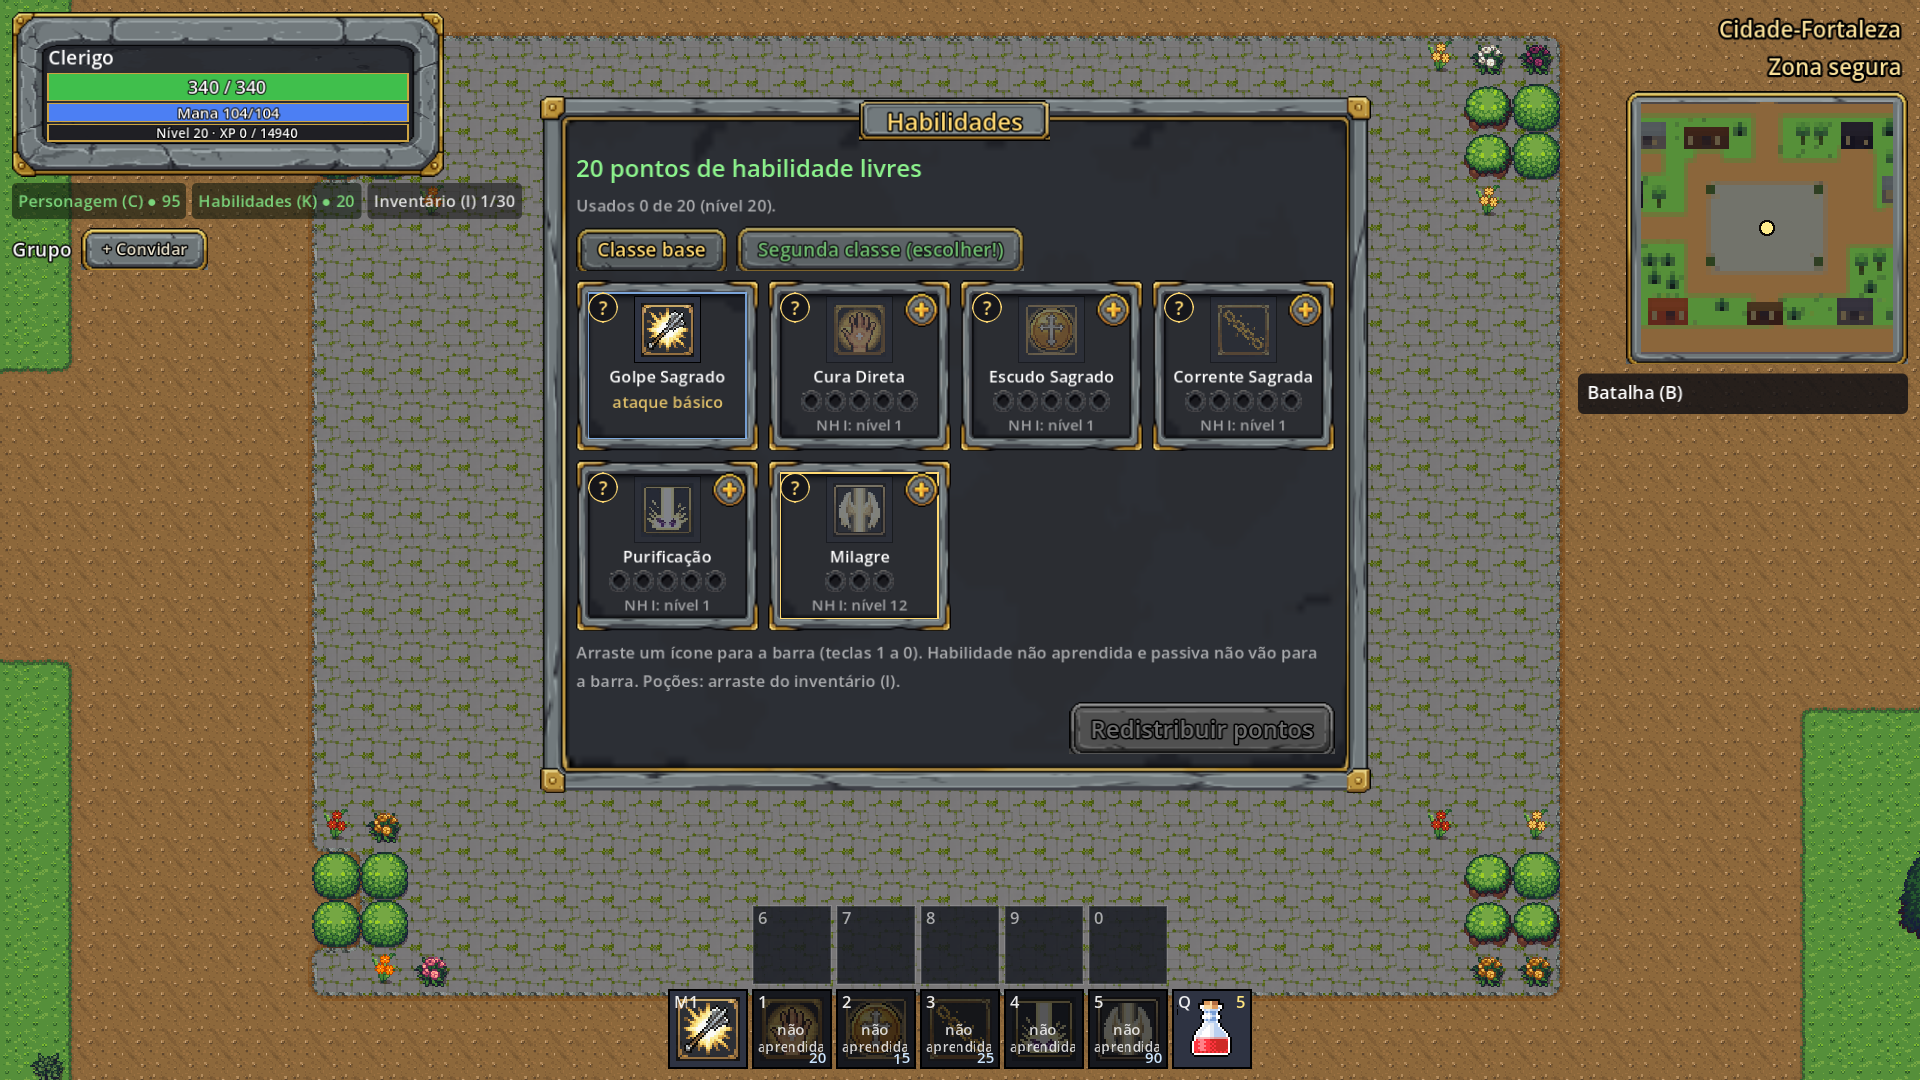 Clerigo
340 / 340
Mana 104/104
Nível 20 · XP 0 / 14940
Personagem (C) • 95
Habilidades (K) • 20
Inventário (I) 1/30
Grupo
+ Convidar
Cidade-Fortaleza
Zona segura
Batalha (B)
Habilidades
20 pontos de habilidade livres
Usados 0 de 20 (nível 20).
Classe base
Segunda classe (escolher!)
?
Golpe Sagrado
ataque básico
?
+
Cura Direta
NH I: nível 1
?
+
Escudo Sagrado
NH I: nível 1
?
+
Corrente Sagrada
NH I: nível 1
?
+
Purificação
NH I: nível 1
?
+
Milagre
NH I: nível 12
Arraste um ícone para a barra (teclas 1 a 0). Habilidade não aprendida e passiva não vão para
a barra. Poções: arraste do inventário (I).
Redistribuir pontos
6
7
8
9
0
M1
1
não
aprendida
20
2
não
aprendida
15
3
não
aprendida
25
4
não
aprendida
5
não
aprendida
90
Q
5